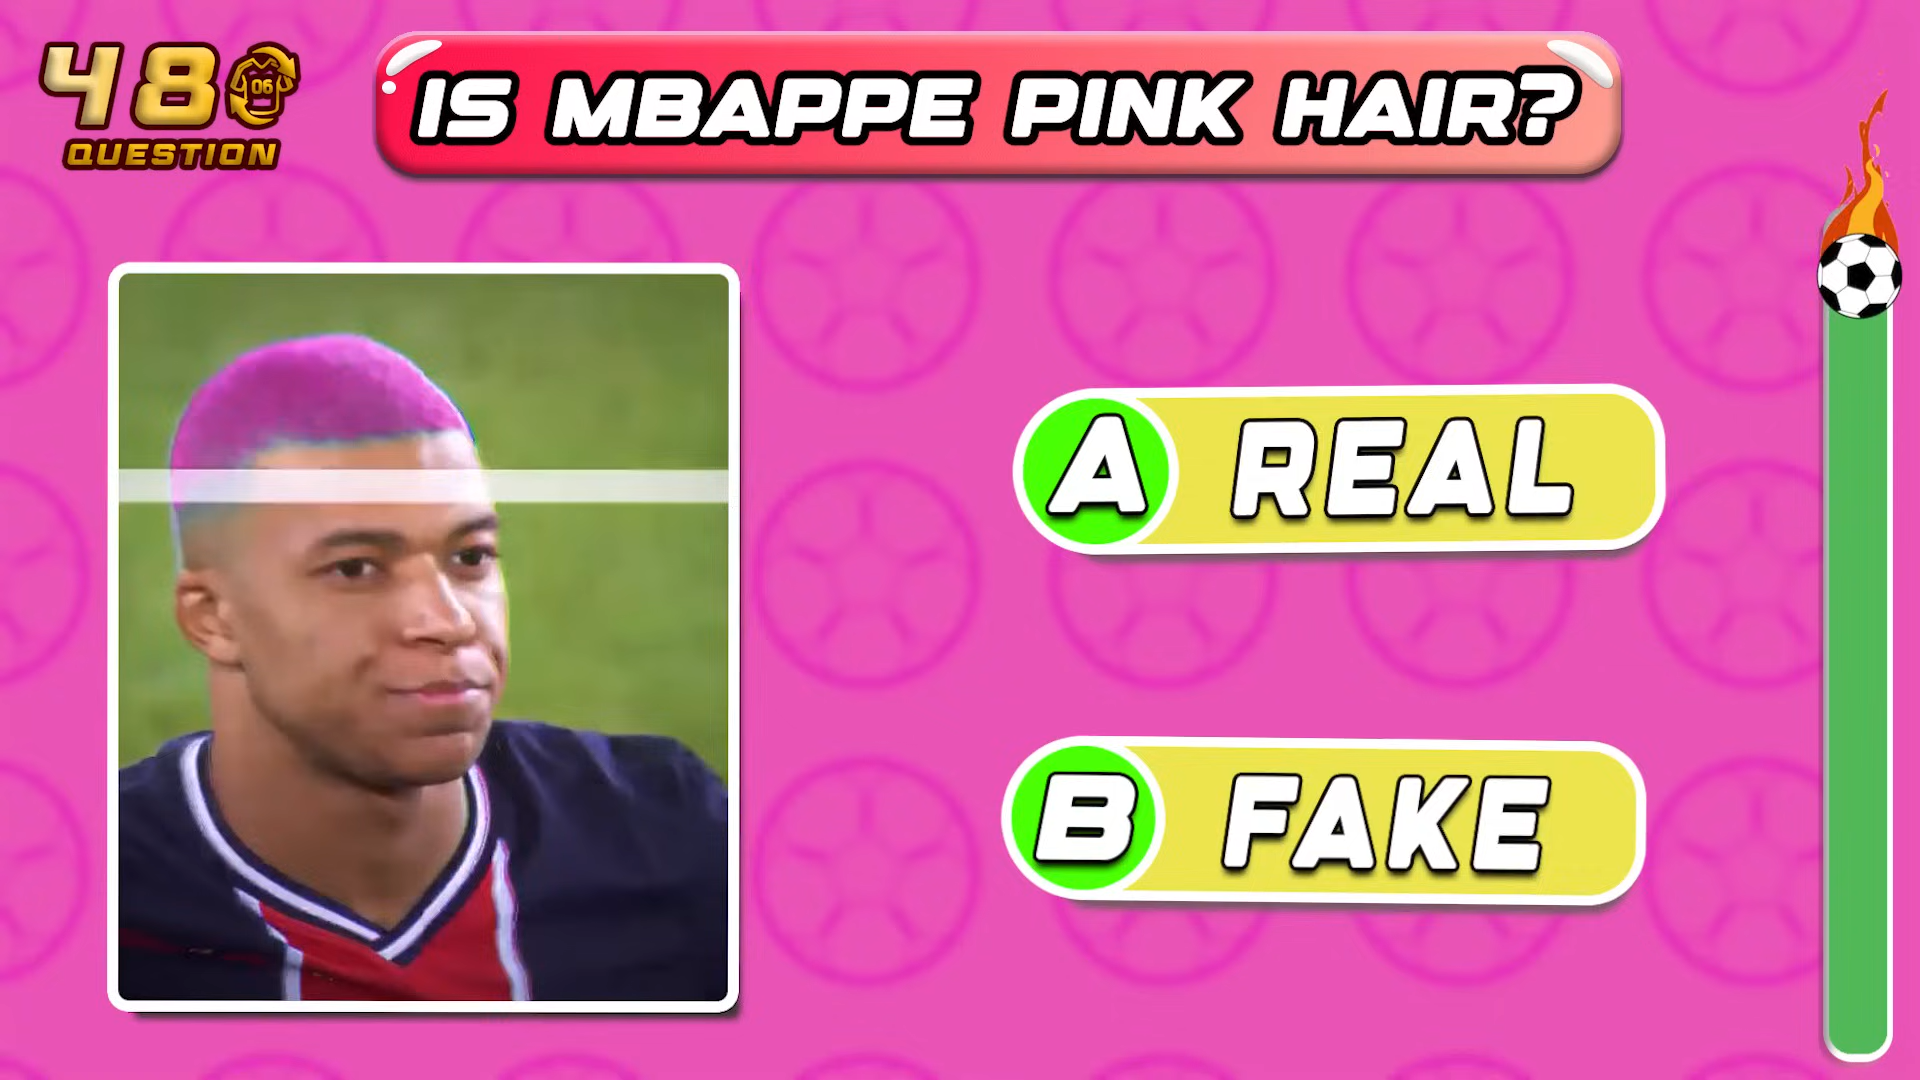 48
06
QUESTION
IS MBAPPE PINK HAIR?
A REAL
B FAKE